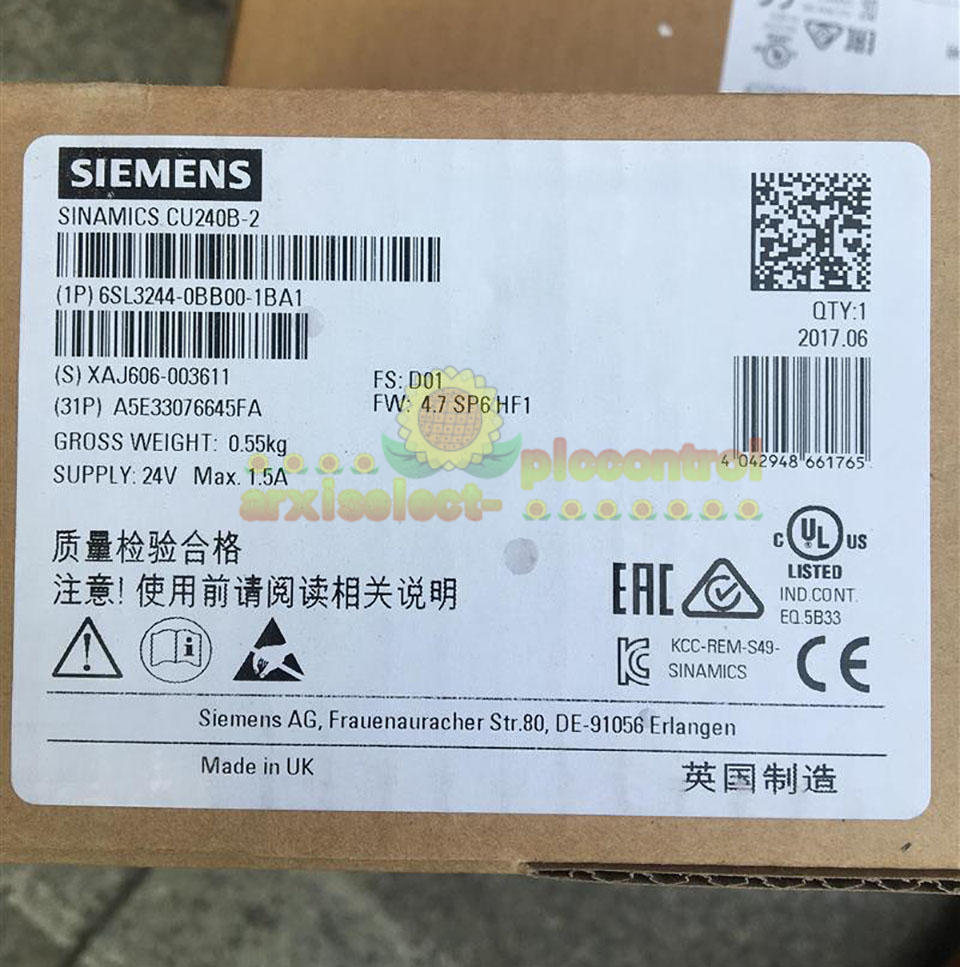 SIEMENS
SINAMICS CU240B-2
(1P) 6SL3244-0BB00-1BA1
QTY:1
2017.06
(S) XAJ606-003611
FS: D01
(31P) A5E33076645FA
FW: 4.7 SP6 HF1
GROSS WEIGHT: 0.55kg
SUPPLY: 24V Max. 1.5A
4 042948 661765
plccontrol
arxiselect-
质量检验合格
注意! 使用前请阅读相关说明
C UL US
LISTED
IND.CONT.
EQ.5B33
EAC
KCC-REM-S49-
SINAMICS
CE
Siemens AG, Frauenauracher Str.80, DE-91056 Erlangen
Made in UK
英国制造